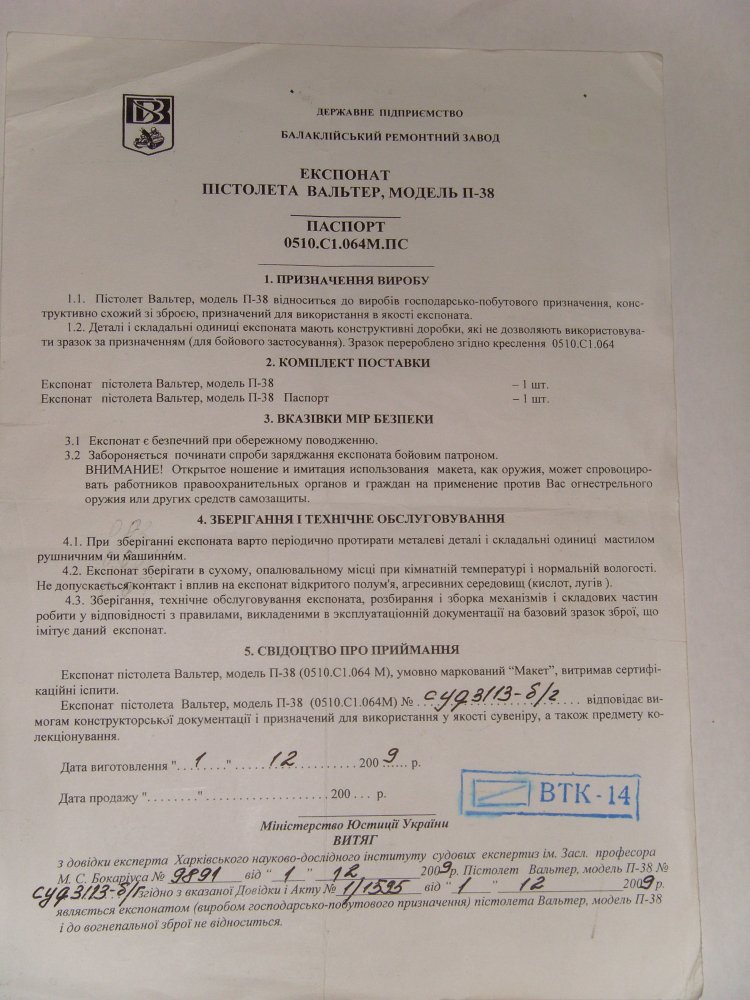 БВ
ДЕРЖАВНЕ ПІДПРИЄМСТВО
БАЛАКЛІЙСЬКИЙ РЕМОНТНИЙ ЗАВОД
ЕКСПОНАТ
ПІСТОЛЕТА ВАЛЬТЕР, МОДЕЛЬ П-38
ПАСПОРТ
0510.С1.064М.ПС
1. ПРИЗНАЧЕННЯ ВИРОБУ
1.1. Пістолет Вальтер, модель П-38 відноситься до виробів господарсько-побутового призначення, конс-
труктивно схожий зі зброєю, призначений для використання в якості експоната.
1.2. Деталі і складальні одиниці експоната мають конструктивні доробки, які не дозволяють використовува-
ти зразок за призначенням (для бойового застосування). Зразок перероблено згідно креслення 0510.С1.064
2. КОМПЛЕКТ ПОСТАВКИ
Експонат пістолета Вальтер, модель П-38 – 1 шт.
Експонат пістолета Вальтер, модель П-38 Паспорт – 1 шт.
3. ВКАЗІВКИ МІР БЕЗПЕКИ
3.1 Експонат є безпечний при обережному поводженню.
3.2 Забороняється починати спроби заряджання експоната бойовим патроном.
ВНИМАНИЕ! Открытое ношение и имитация использования макета, как оружия, может спровоциро-
вать работников правоохранительных органов и граждан на применение против Вас огнестрельного
оружия или других средств самозащиты.
4. ЗБЕРІГАННЯ І ТЕХНІЧНЕ ОБСЛУГОВУВАННЯ
4.1. При зберіганні експоната варто періодично протирати металеві деталі і складальні одиниці мастилом
рушничним чи машинним.
4.2. Експонат зберігати в сухому, опалювальному місці при кімнатній температурі і нормальній вологості.
Не допускається контакт і вплив на експонат відкритого полум'я, агресивних середовищ (кислот, лугів ).
4.3. Зберігання, технічне обслуговування експоната, розбирання і зборка механізмів і складових частин
робити у відповідності з правилами, викладеними в эксплуатаціонній документації на базовий зразок зброї, що
імітує даний експонат.
5. СВІДОЦТВО ПРО ПРИЙМАННЯ
Експонат пістолета Вальтер, модель П-38 (0510.С1.064 М), умовно маркований “Макет”, витримав сертифі-
каційні іспити.
Експонат пістолета Вальтер, модель П-38 (0510.С1.064М) № суд3113-б/г відповідає ви-
могам конструкторської документації і призначений для використання у якості сувеніру, а також предмету ко-
лекціонування.
Дата виготовлення "...1...."......12...........200 9..... р.
Дата продажу "........"......................200 ... р.
ВТК - 14
Міністерство Юстиції України
ВИТЯГ
з довідки експерта Харківського науково-дослідного інституту судових експертиз ім. Засл. професора
М. С. Бокаріуса № 9891 від “ 1 ” 12 2009р. Пістолет Вальтер, модель П-38 №
суд3113-б/г згідно з вказаної Довідки і Акту № 1/1595 від “ 1 ” 12 2009р.
являється експонатом (виробом господарсько-побутового призначення) пістолета Вальтер, модель П-38
і до вогнепальної зброї не відноситься.